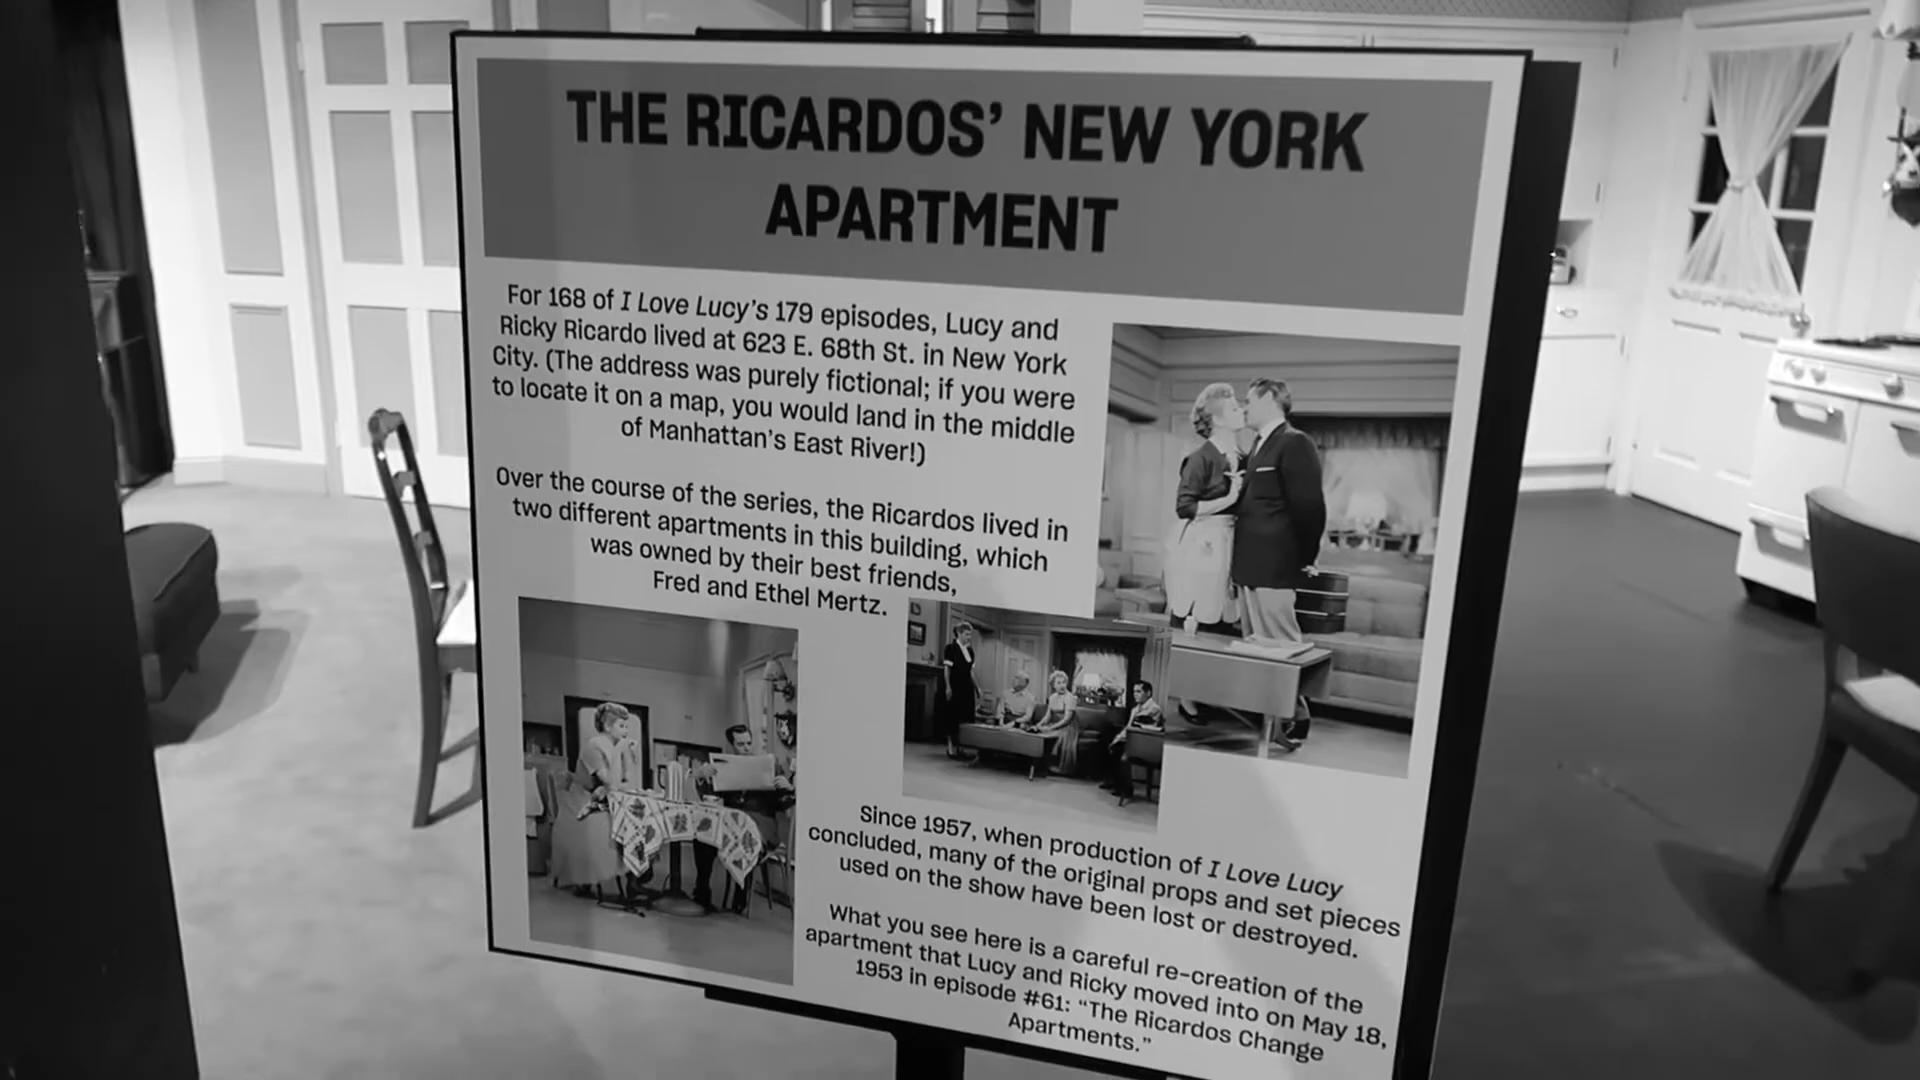 THE RICARDOS’ NEW YORK
APARTMENT
For 168 of I Love Lucy’s 179 episodes, Lucy and
Ricky Ricardo lived at 623 E. 68th St. in New York
City. (The address was purely fictional; if you were
to locate it on a map, you would land in the middle
of Manhattan’s East River!)
Over the course of the series, the Ricardos lived in
two different apartments in this building, which
was owned by their best friends,
Fred and Ethel Mertz.
Since 1957, when production of I Love Lucy
concluded, many of the original props and set pieces
used on the show have been lost or destroyed.
What you see here is a careful re-creation of the
apartment that Lucy and Ricky moved into on May 18,
1953 in episode #61: “The Ricardos Change
Apartments.”